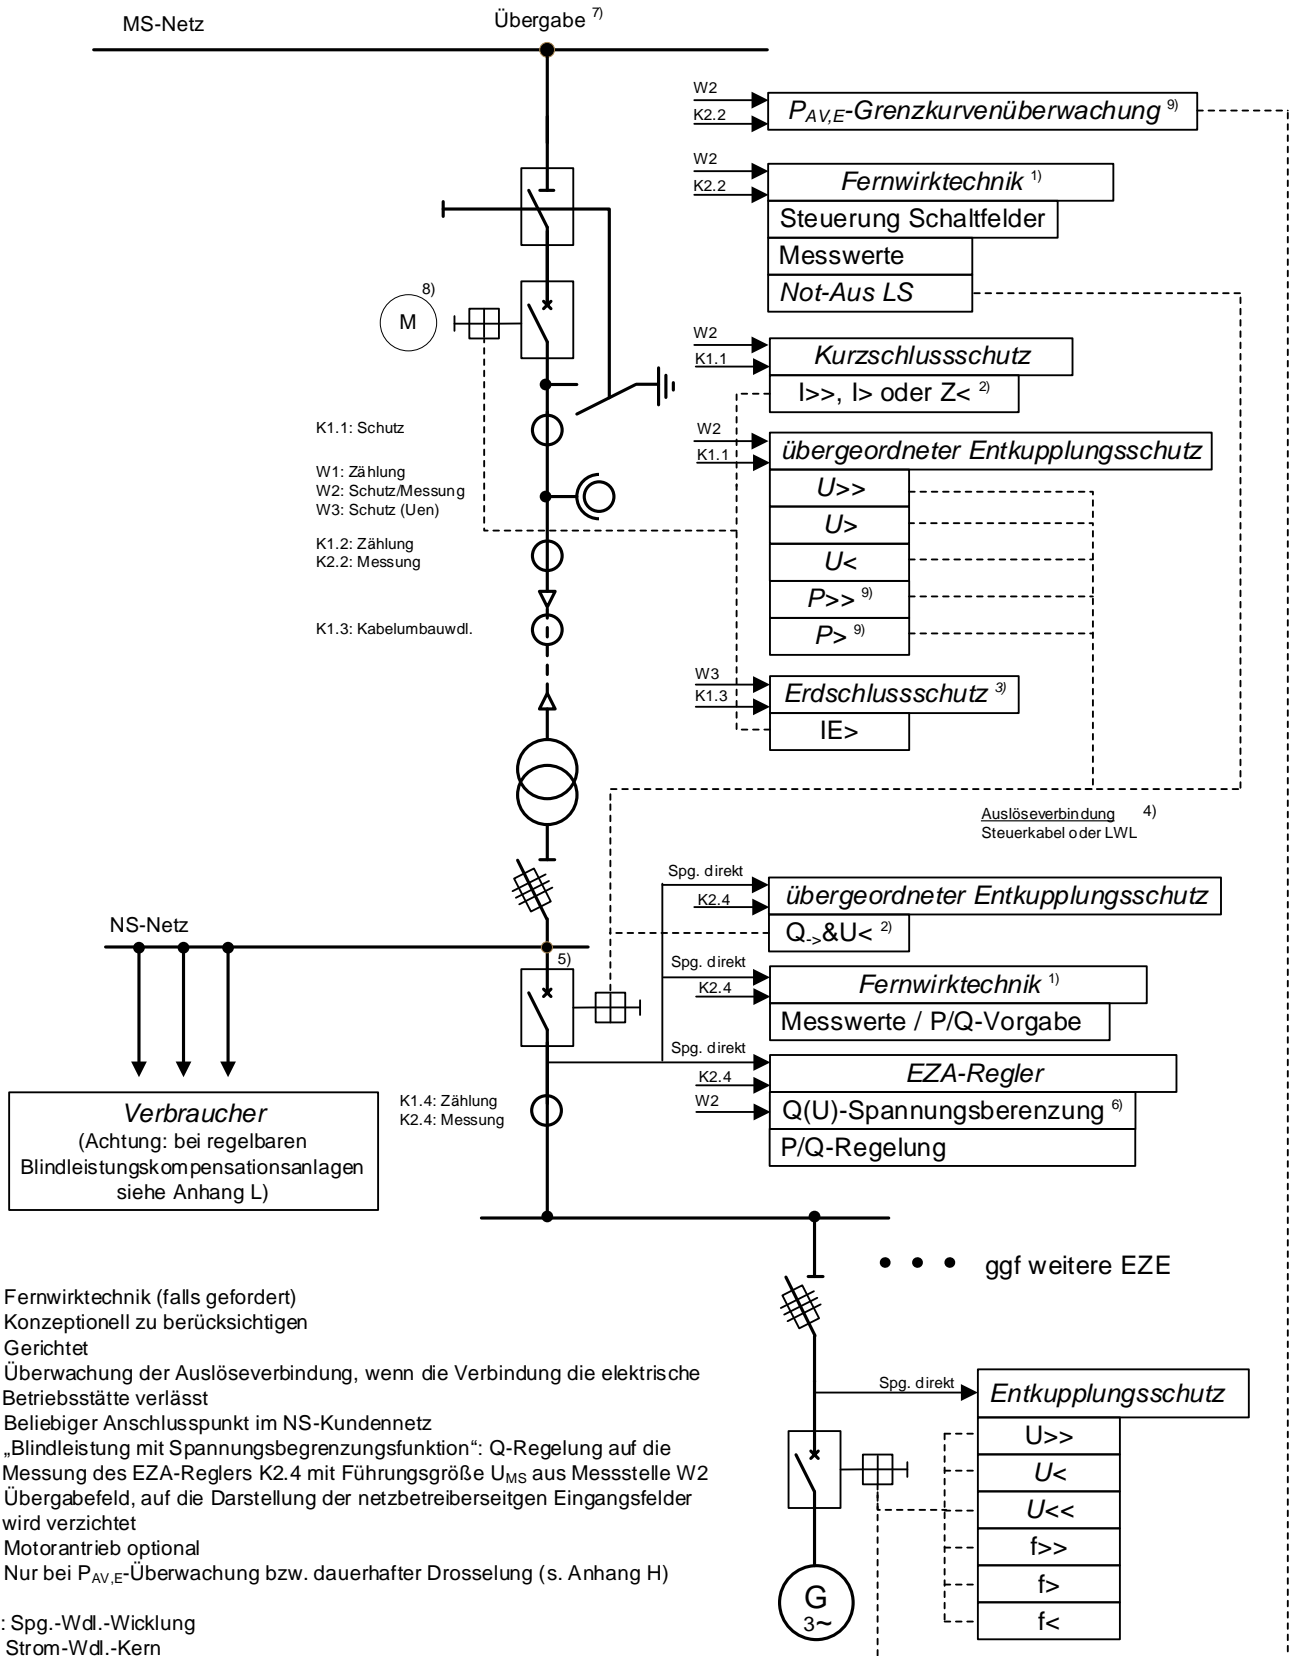 MS-Netz
Übergabe 7)
W2
K2.2
P AV,E-Grenzkurvenüberwachung 9)
W2
K2.2
Fernwirktechnik 1)
Steuerung Schaltfelder
Messwerte
Not-Aus LS
8)
M
W2
K1.1
Kurzschlussschutz
I>>, I> oder Z< 2)
K1.1: Schutz
W1: Zählung
W2: Schutz/Messung
W3: Schutz (Uen)
K1.2: Zählung
K2.2: Messung
K1.3: Kabelumbauwdl.
W2
K1.1
übergeordneter Entkupplungsschutz
U>>
U>
U<
P>> 9)
P> 9)
W3
K1.3
Erdschlussschutz 3)
IE>
Auslöseverbindung 4)
Steuerkabel oder LWL
Spg. direkt
K2.4
übergeordneter Entkupplungsschutz
Q->&U< 2)
NS-Netz
5)
Spg. direkt
K2.4
Fernwirktechnik 1)
Messwerte / P/Q-Vorgabe
Spg. direkt
K2.4
W2
EZA-Regler
Q(U)-Spannungsberenzung 6)
P/Q-Regelung
K1.4: Zählung
K2.4: Messung
Verbraucher
(Achtung: bei regelbaren
Blindleistungskompensationsanlagen
siehe Anhang L)
ggf weitere EZE
Fernwirktechnik (falls gefordert)
Konzeptionell zu berücksichtigen
Gerichtet
Überwachung der Auslöseverbindung, wenn die Verbindung die elektrische
Betriebsstätte verlässt
Beliebiger Anschlusspunkt im NS-Kundennetz
„Blindleistung mit Spannungsbegrenzungsfunktion“: Q-Regelung auf die
Messung des EZA-Reglers K2.4 mit Führungsgröße UMS aus Messstelle W2
Übergabefeld, auf die Darstellung der netzbetreiberseitgen Eingangsfelder
wird verzichtet
Motorantrieb optional
Nur bei PAV,E-Überwachung bzw. dauerhafter Drosselung (s. Anhang H)
: Spg.-Wdl.-Wicklung
Strom-Wdl.-Kern
Spg. direkt
Entkupplungsschutz
U>>
U<
U<<
f>>
f>
f<
G
3~